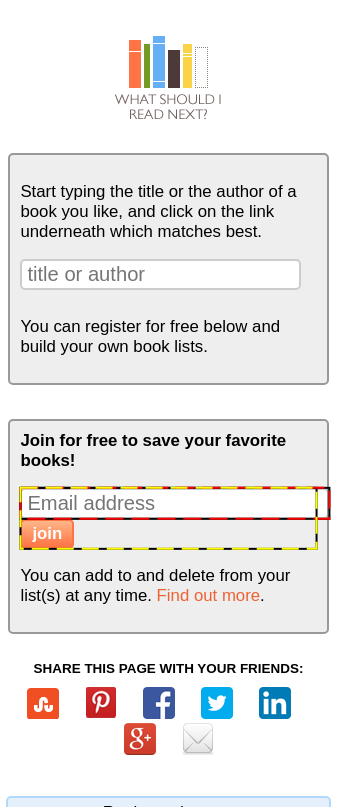 WHAT SHOULD I
READ NEXT?
Start typing the title or the author of a
book you like, and click on the link
underneath which matches best.
title or author
You can register for free below and
build your own book lists.
Join for free to save your favorite
books!
Email address
join
You can add to and delete from your
list(s) at any time. Find out more.
SHARE THIS PAGE WITH YOUR FRIENDS:
f
in
g+